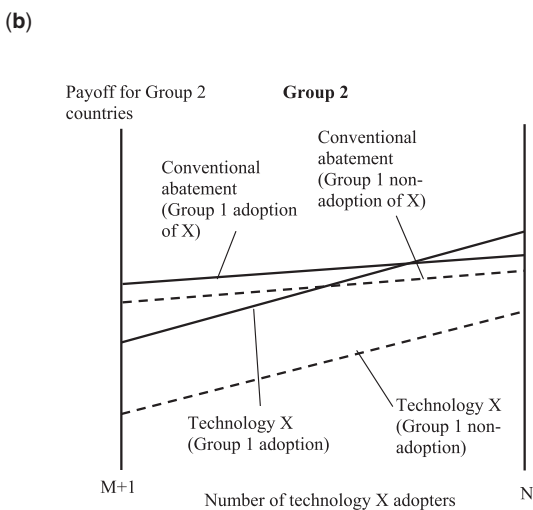 (b)
Payoff for Group 2
countries
Group 2
Conventional
abatement
(Group 1 non-
adoption of X)
Conventional
abatement
(Group 1 adoption
of X)
Technology X
(Group 1 adoption)
Technology X
(Group 1 non-
adoption)
M+1
N
Number of technology X adopters